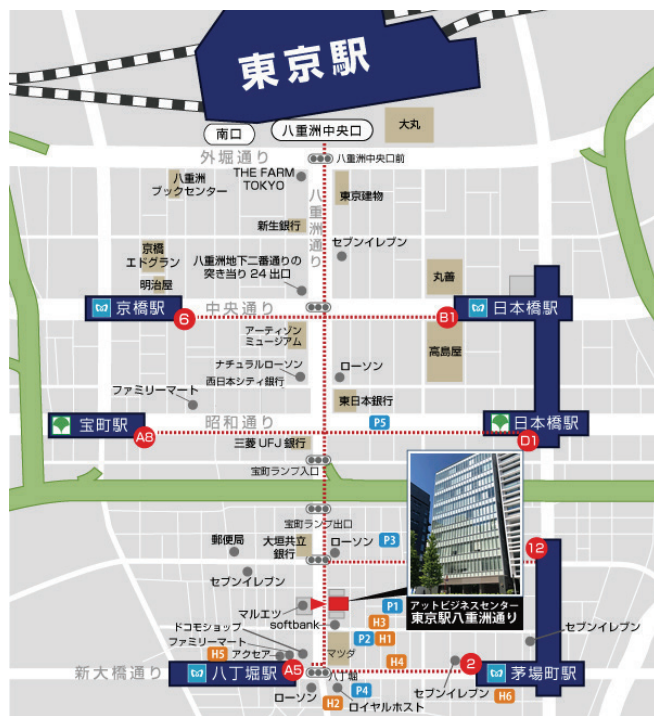 東京駅
南口
八重洲中央口
大丸
外堀通り
八重洲中央口前
THE FARM
TOKYO
八重洲
ブックセンター
東京建物
八重洲通り
新生銀行
セブンイレブン
京橋
エドグラン
八重洲地下二番通りの
突き当り 24 出口
丸善
明治屋
京橋駅
6
中央通り
B1
日本橋駅
アーティゾン
ミュージアム
高島屋
ナチュラルローソン
ローソン
西日本シティ銀行
ファミリーマート
東日本銀行
宝町駅
A8
昭和通り
P5
日本橋駅
D1
三菱 UFJ 銀行
宝町ランプ入口
宝町ランプ出口
郵便局
大垣共立
銀行
ローソン
P3
12
セブンイレブン
マルエツ
softbank
P1
アットビジネスセンター
東京駅八重洲通り
H3
ドコモショップ
ファミリーマート
H5
アクセア
マツダ
P2
H1
セブンイレブン
新大橋通り
八丁堀駅
A5
八丁堀
H4
2
茅場町駅
セブンイレブン
H6
ローソン
H2
P4
ロイヤルホスト